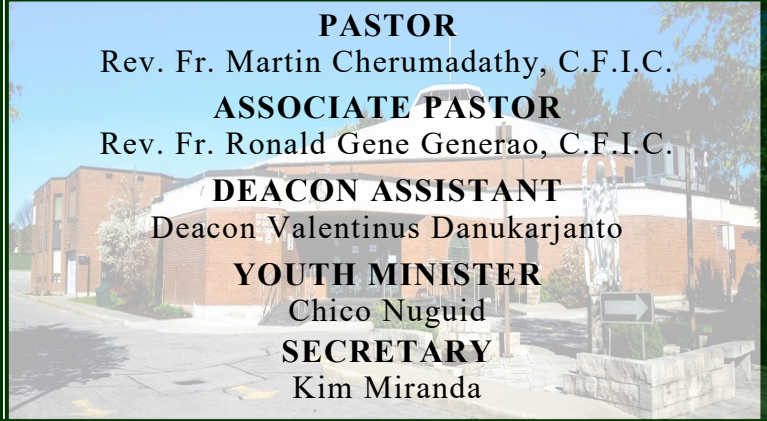 PASTOR
Rev. Fr. Martin Cherumadathy, C.F.I.C.
ASSOCIATE PASTOR
Rev. Fr. Ronald Gene Generao, C.F.I.C.
DEACON ASSISTANT
Deacon Valentinus Danukarjanto
YOUTH MINISTER
Chico Nuguid
SECRETARY
Kim Miranda